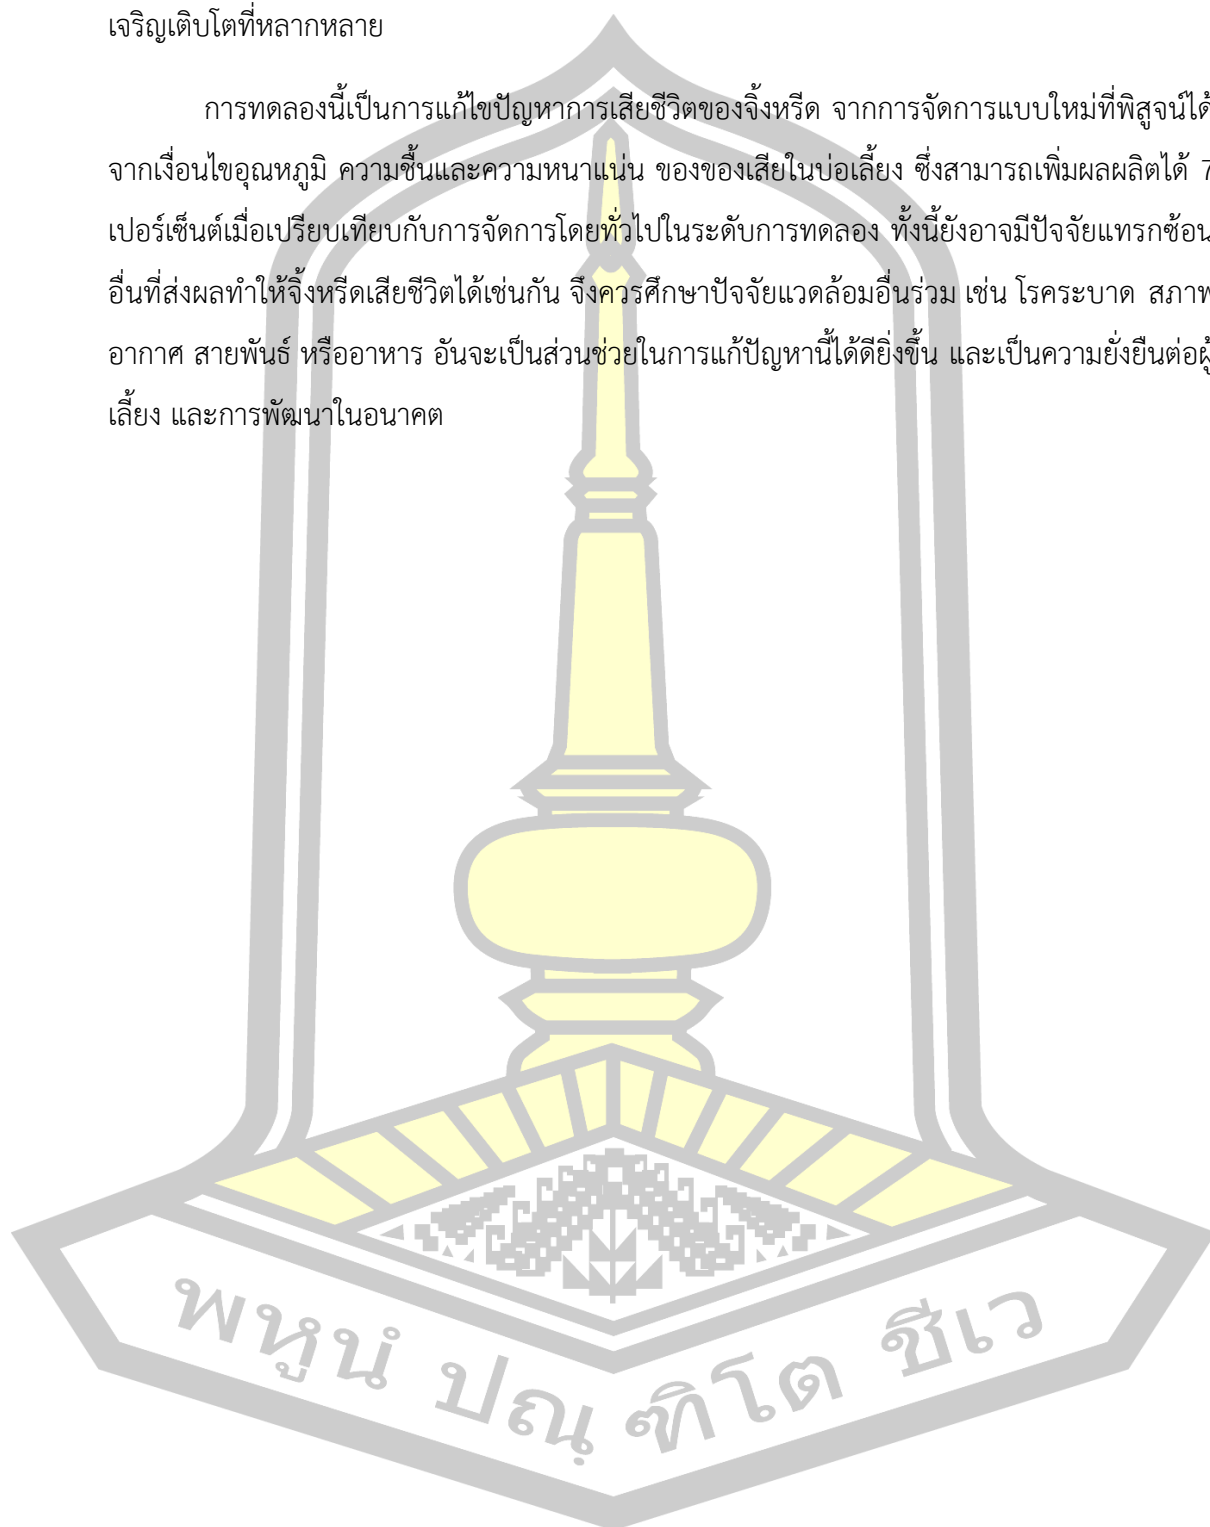 เจริญเติบโตที่หลากหลาย
การทดลองนี้เป็นการแก้ไขปัญหาการเสียชีวิตของจิ้งหรีด จากการจัดการแบบใหม่ที่พิสูจน์ได้
จากเงื่อนไขอุณหภูมิ ความชื้นและความหนาแน่น ของของเสียในบ่อเลี้ยง ซึ่งสามารถเพิ่มผลผลิตได้ 7
เปอร์เซ็นต์เมื่อเปรียบเทียบกับการจัดการโดยทั่วไปในระดับการทดลอง ทั้งนี้ยังอาจมีปัจจัยแทรกซ้อน
อื่นที่ส่งผลทำให้จิ้งหรีดเสียชีวิตได้เช่นกัน จึงควรศึกษาปัจจัยแวดล้อมอื่นร่วม เช่น โรคระบาด สภาพ
อากาศ สายพันธ์ หรืออาหาร อันจะเป็นส่วนช่วยในการแก้ปัญหานี้ได้ดียิ่งขึ้น และเป็นความยั่งยืนต่อผู้
เลี้ยง และการพัฒนาในอนาคต
พหูนํ ปณฺฑิโต ชีเว